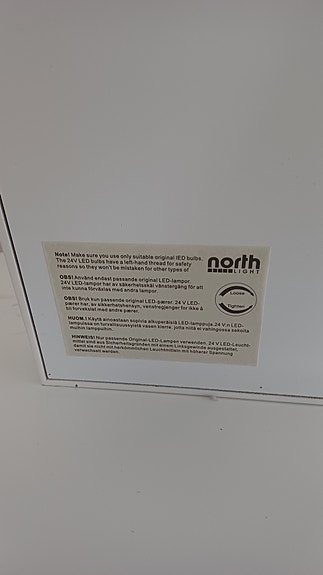 Note! Make sure you use only suitable original lED bulbs.
The 24V LED bulbs have a left-hand thread for safety
reasons so they won't be mistaken for other types of
OBS! Använd endast passande original LED-lampor.
24V LED-lampor har av säkerhetsskäl vänstergäng för att
inte kunna förväxlas med andra lampor.
OBS! Bruk kun passende original LED-pærer, 24 V LED-
pærer har, av sikkerhetshensyn, venstregjenger for ikke å
bli forvekslet med andre pærer.
HUOM.! Käytä ainoastaan sopivia alkuperäisiä LED-lamppuja. 24 V:n LED-
lampuissa on turvallisuussyistä vasen kierre, jotta niitä ei vahingossa sekoita
muihin lamppuihin.
HINWEIS! Nur passende Original-LED-Lampen verwenden. 24 V LED-Leucht-
mittel sind aus Sicherheitsgründen mit einem Linksgewinde ausgestattet,
damit sie nicht mit herkömmlichen Leuchtmitteln mit höherer Spannung
verwechselt werden.
north
LIGHT
Loose
Tighten